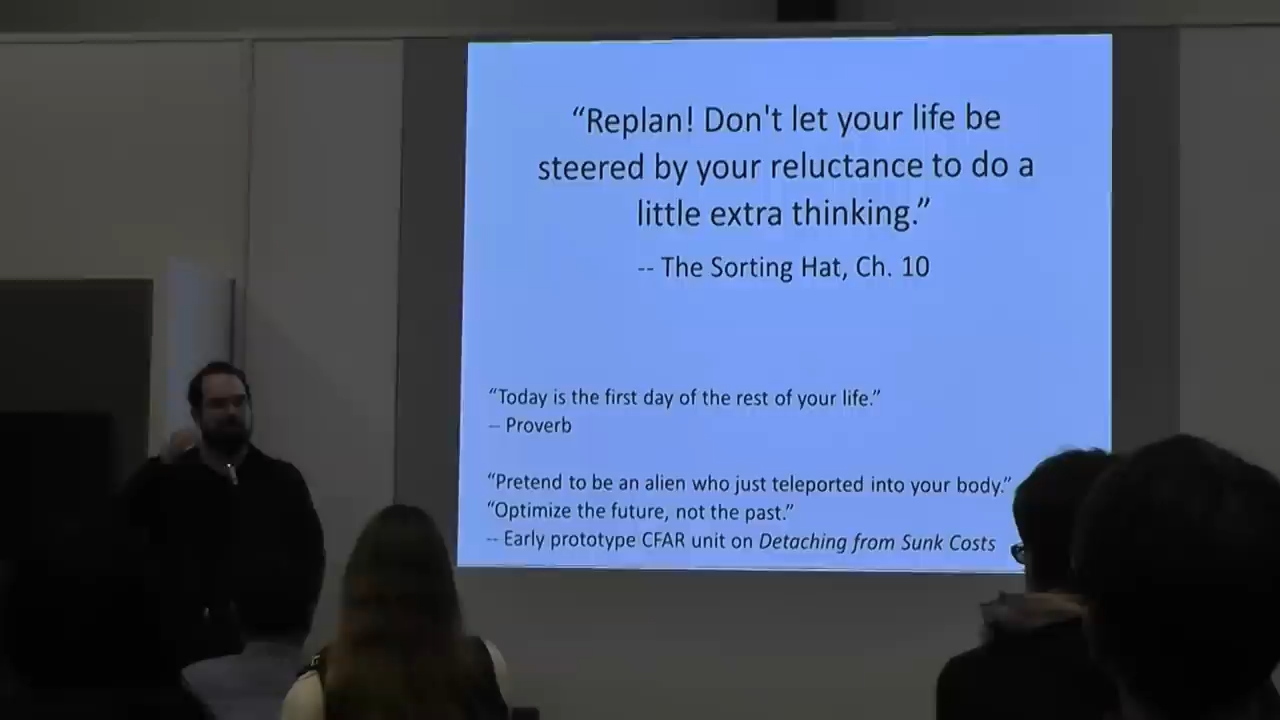 “Replan! Don't let your life be
steered by your reluctance to do a
little extra thinking.”
-- The Sorting Hat, Ch. 10
“Today is the first day of the rest of your life.”
-- Proverb
“Pretend to be an alien who just teleported into your body.”
“Optimize the future, not the past.”
-- Early prototype CFAR unit on Detaching from Sunk Costs